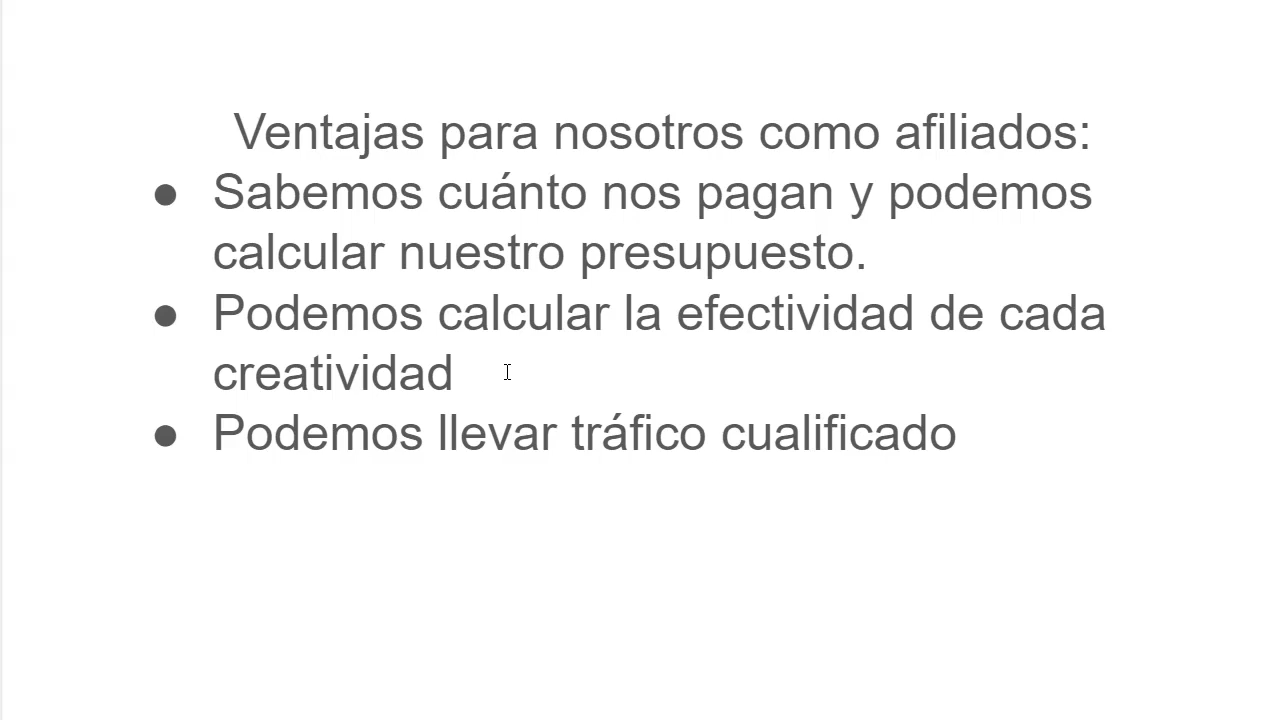 Ventajas para nosotros como afiliados:
● Sabemos cuánto nos pagan y podemos
calcular nuestro presupuesto.
● Podemos calcular la efectividad de cada
creatividad
● Podemos llevar tráfico cualificado